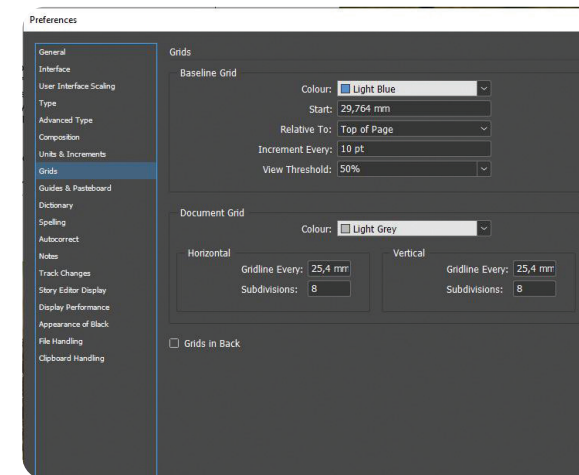 Preferences
General
Interface
User Interface Scaling
Type
Advanced Type
Composition
Units & Increments
Grids
Guides & Pasteboard
Dictionary
Spelling
Autocorrect
Notes
Track Changes
Story Editor Display
Display Performance
Appearance of Black
File Handling
Clipboard Handling
Grids
Baseline Grid
Colour: Light Blue
Start: 29,764 mm
Relative To: Top of Page
Increment Every: 10 pt
View Threshold: 50%
Document Grid
Colour: Light Grey
Horizontal
Gridline Every: 25,4 mm
Subdivisions: 8
Vertical
Gridline Every: 25,4 mm
Subdivisions: 8
Grids in Back